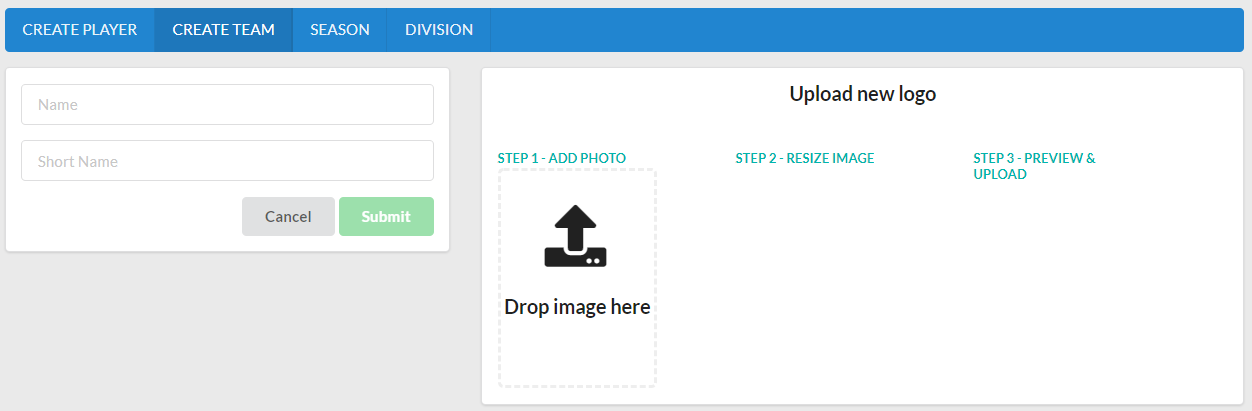 CREATE PLAYER CREATE TEAM SEASON DIVISION
Name
Short Name
Cancel Submit
Upload new logo
STEP 1 - ADD PHOTO
Drop image here
STEP 2 - RESIZE IMAGE
STEP 3 - PREVIEW &
UPLOAD